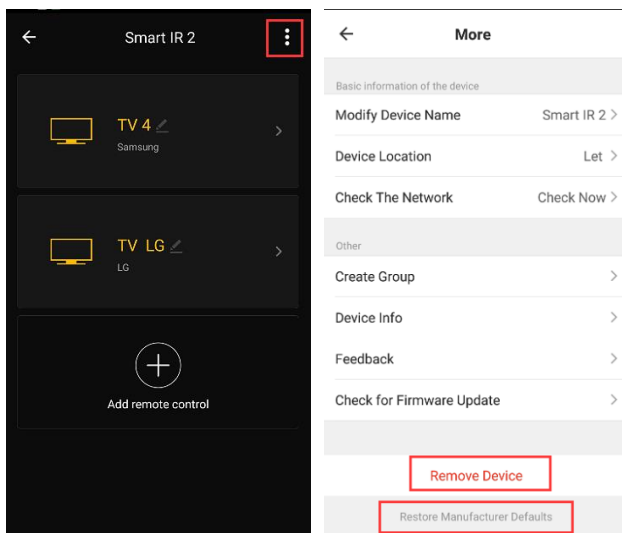 Smart IR 2
TV 4
Samsung
TV LG
LG
Add remote control
More
Basic information of the device
Modify Device Name Smart IR 2
Device Location Let
Check The Network Check Now
Other
Create Group
Device Info
Feedback
Check for Firmware Update
Remove Device
Restore Manufacturer Defaults